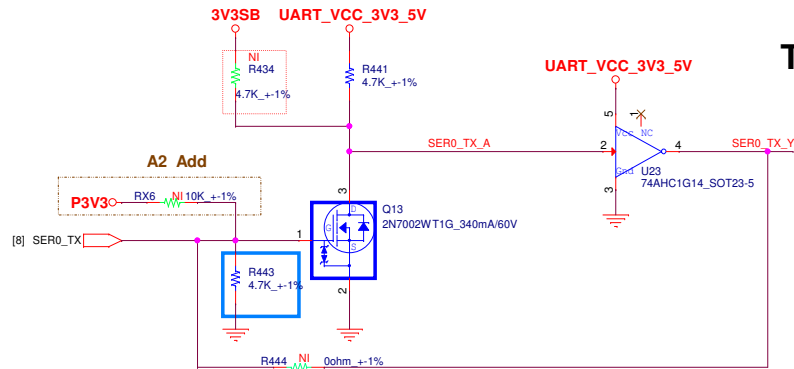 3V3SB
UART_VCC_3V3_5V
NI
R434
4.7K_+-1%
R441
4.7K_+-1%
UART_VCC_3V3_5V
T
5
1
Vcc
NC
SER0_TX_A
2
4
SER0_TX_Y
Gnd
U23
74AHC1G14_SOT23-5
3
A2 Add
P3V3
RX6
NI
10K_+-1%
3
D
Q13
2N7002WT1G_340mA/60V
G
S
[8]
SER0_TX
1
R443
4.7K_+-1%
2
R444
NI
0ohm_+-1%